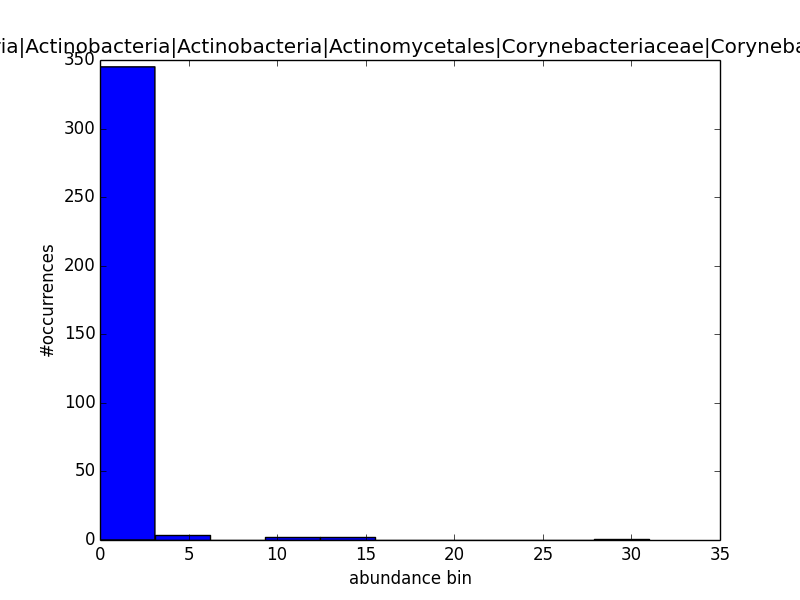 ria|Actinobacteria|Actinobacteria|Actinomycetales|Corynebacteriaceae|Coryneba
350
300
250
200
150
100
50
0
#occurrences
0 5 10 15 20 25 30 35
abundance bin